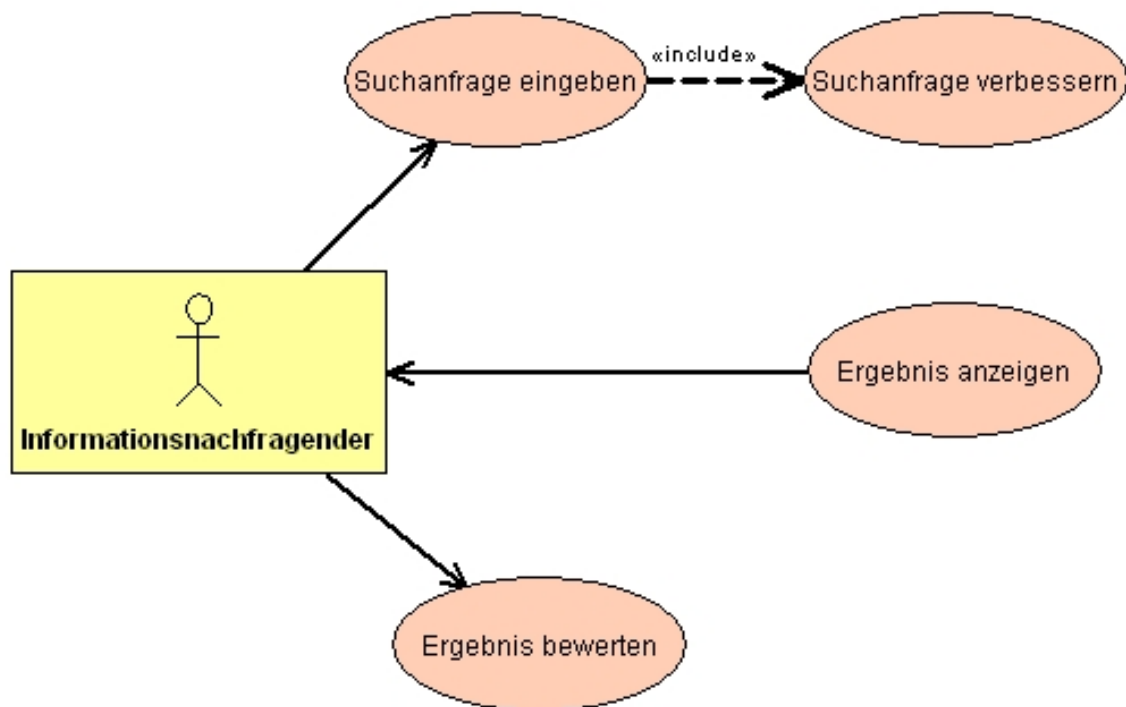 Suchanfrage eingeben
«include»
Suchanfrage verbessern
Informationsnachfragender
Ergebnis anzeigen
Ergebnis bewerten